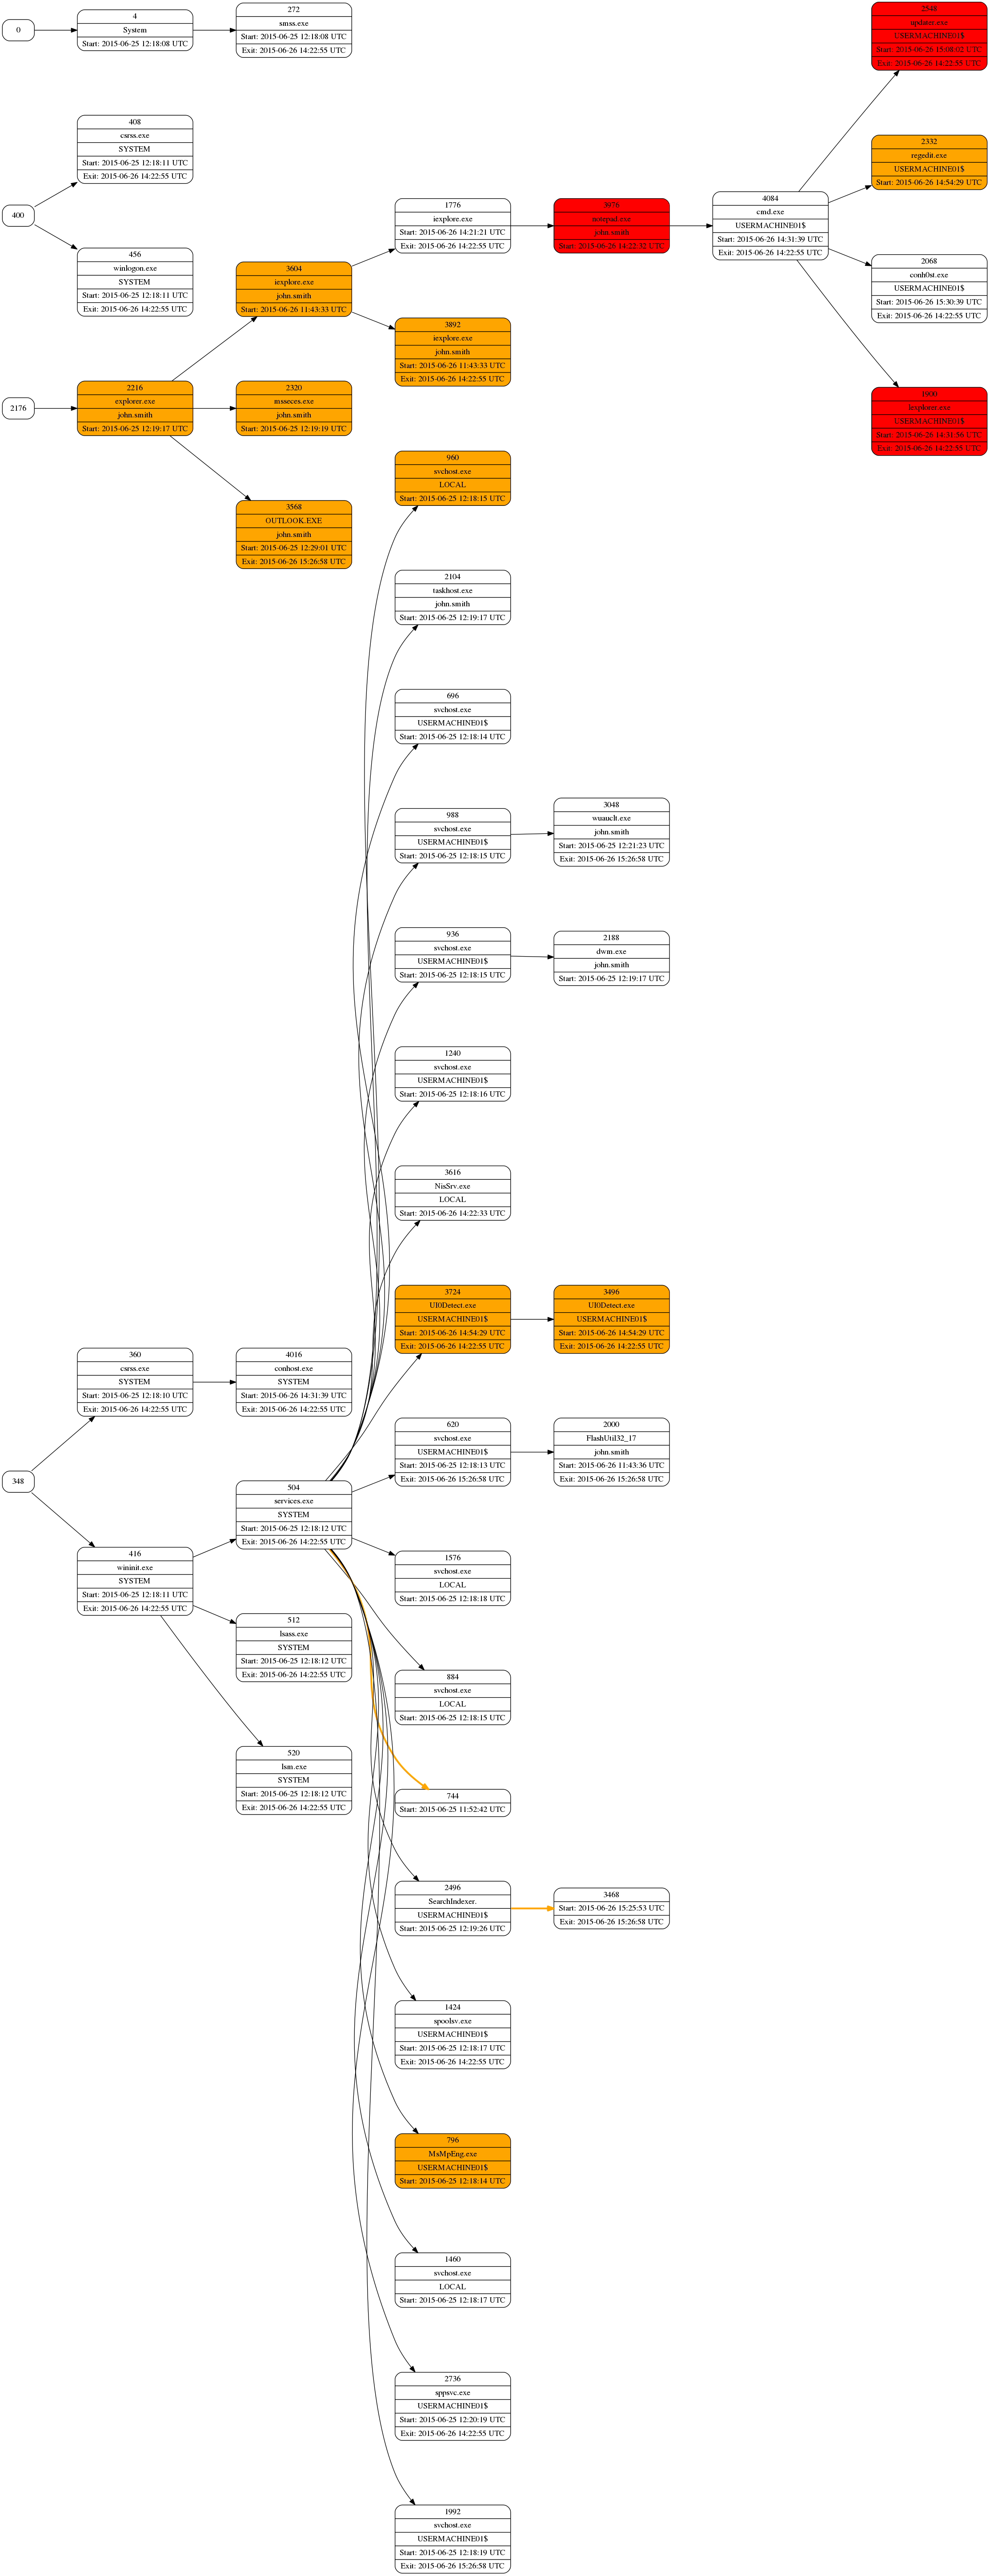 0
4
System
Start: 2015-06-25 12:18:08 UTC
272
smss.exe
Start: 2015-06-25 12:18:08 UTC
Exit: 2015-06-26 14:22:55 UTC
2548
updater.exe
USERMACHINE01$
Start: 2015-06-26 15:08:02 UTC
Exit: 2015-06-26 14:22:55 UTC
400
408
csrss.exe
SYSTEM
Start: 2015-06-25 12:18:11 UTC
Exit: 2015-06-26 14:22:55 UTC
456
winlogon.exe
SYSTEM
Start: 2015-06-25 12:18:11 UTC
Exit: 2015-06-26 14:22:55 UTC
2332
regedit.exe
USERMACHINE01$
Start: 2015-06-26 14:54:29 UTC
1776
iexplore.exe
Start: 2015-06-26 14:21:21 UTC
Exit: 2015-06-26 14:22:55 UTC
3976
notepad.exe
john.smith
Start: 2015-06-26 14:22:32 UTC
4084
cmd.exe
USERMACHINE01$
Start: 2015-06-26 14:31:39 UTC
Exit: 2015-06-26 14:22:55 UTC
2068
conh0st.exe
USERMACHINE01$
Start: 2015-06-26 15:30:39 UTC
Exit: 2015-06-26 14:22:55 UTC
3604
iexplore.exe
john.smith
Start: 2015-06-26 11:43:33 UTC
3892
iexplore.exe
john.smith
Start: 2015-06-26 11:43:33 UTC
Exit: 2015-06-26 14:22:55 UTC
2176
2216
explorer.exe
john.smith
Start: 2015-06-25 12:19:17 UTC
2320
msseces.exe
john.smith
Start: 2015-06-25 12:19:19 UTC
1900
USERMACHINE01$
Start: 2015-06-26 14:31:56 UTC
Exit: 2015-06-26 14:22:55 UTC
3568
OUTLOOK.EXE
john.smith
Start: 2015-06-25 12:29:01 UTC
Exit: 2015-06-26 15:26:58 UTC
960
svchost.exe
LOCAL
Start: 2015-06-25 12:18:15 UTC
2104
taskhost.exe
john.smith
Start: 2015-06-25 12:19:17 UTC
696
svchost.exe
USERMACHINE01$
Start: 2015-06-25 12:18:14 UTC
988
svchost.exe
USERMACHINE01$
Start: 2015-06-25 12:18:15 UTC
3048
wuauclt.exe
john.smith
Start: 2015-06-25 12:21:23 UTC
Exit: 2015-06-26 15:26:58 UTC
936
svchost.exe
USERMACHINE01$
Start: 2015-06-25 12:18:15 UTC
2188
dwm.exe
john.smith
Start: 2015-06-25 12:19:17 UTC
1240
svchost.exe
USERMACHINE01$
Start: 2015-06-25 12:18:16 UTC
3616
NisSrv.exe
LOCAL
Start: 2015-06-26 14:22:33 UTC
3724
UI0Detect.exe
USERMACHINE01$
Start: 2015-06-26 14:54:29 UTC
Exit: 2015-06-26 14:22:55 UTC
3496
UI0Detect.exe
USERMACHINE01$
Start: 2015-06-26 14:54:29 UTC
Exit: 2015-06-26 14:22:55 UTC
348
360
csrss.exe
SYSTEM
Start: 2015-06-25 12:18:10 UTC
Exit: 2015-06-26 14:22:55 UTC
4016
conhost.exe
SYSTEM
Start: 2015-06-26 14:31:39 UTC
Exit: 2015-06-26 14:22:55 UTC
620
svchost.exe
USERMACHINE01$
Start: 2015-06-25 12:18:13 UTC
Exit: 2015-06-26 15:26:58 UTC
2000
FlashUtil32_17
john.smith
Start: 2015-06-26 11:43:36 UTC
Exit: 2015-06-26 15:26:58 UTC
504
services.exe
SYSTEM
Start: 2015-06-25 12:18:12 UTC
Exit: 2015-06-26 14:22:55 UTC
416
wininit.exe
SYSTEM
Start: 2015-06-25 12:18:11 UTC
Exit: 2015-06-26 14:22:55 UTC
1576
svchost.exe
LOCAL
Start: 2015-06-25 12:18:18 UTC
512
lsass.exe
SYSTEM
Start: 2015-06-25 12:18:12 UTC
Exit: 2015-06-26 14:22:55 UTC
884
svchost.exe
LOCAL
Start: 2015-06-25 12:18:15 UTC
520
lsm.exe
SYSTEM
Start: 2015-06-25 12:18:12 UTC
Exit: 2015-06-26 14:22:55 UTC
744
Start: 2015-06-25 11:52:42 UTC
2496
SearchIndexer.
USERMACHINE01$
Start: 2015-06-25 12:19:26 UTC
3468
Start: 2015-06-26 15:25:53 UTC
Exit: 2015-06-26 15:26:58 UTC
1424
spoolsv.exe
USERMACHINE01$
Start: 2015-06-25 12:18:17 UTC
Exit: 2015-06-26 14:22:55 UTC
796
MsMpEng.exe
USERMACHINE01$
Start: 2015-06-25 12:18:14 UTC
1460
svchost.exe
LOCAL
Start: 2015-06-25 12:18:17 UTC
2736
sppsvc.exe
USERMACHINE01$
Start: 2015-06-25 12:20:19 UTC
Exit: 2015-06-26 14:22:55 UTC
1992
svchost.exe
USERMACHINE01$
Start: 2015-06-25 12:18:19 UTC
Exit: 2015-06-26 15:26:58 UTC